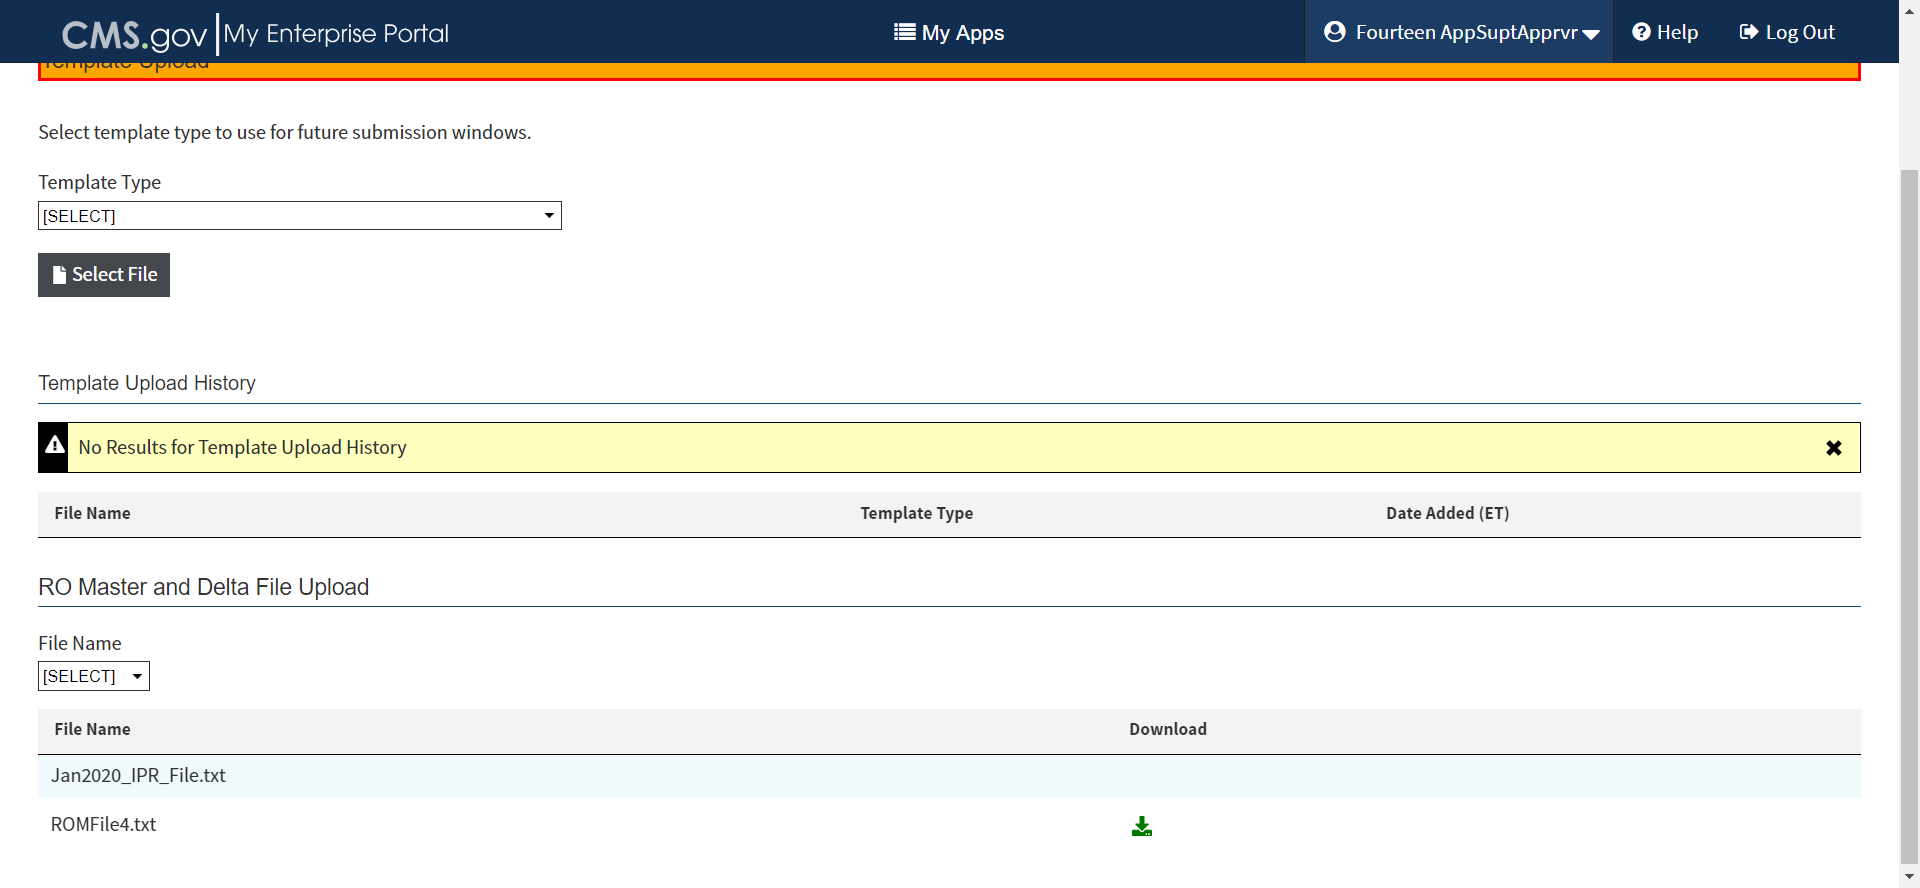 CMS.gov My Enterprise Portal
My Apps
Fourteen AppSuptApprvr
Help
Log Out
Template Upload
Select template type to use for future submission windows.
Template Type
[SELECT]
Select File
Template Upload History
No Results for Template Upload History
File Name Template Type Date Added (ET)
RO Master and Delta File Upload
File Name
[SELECT]
File Name Download
Jan2020_IPR_File.txt
ROMFile4.txt